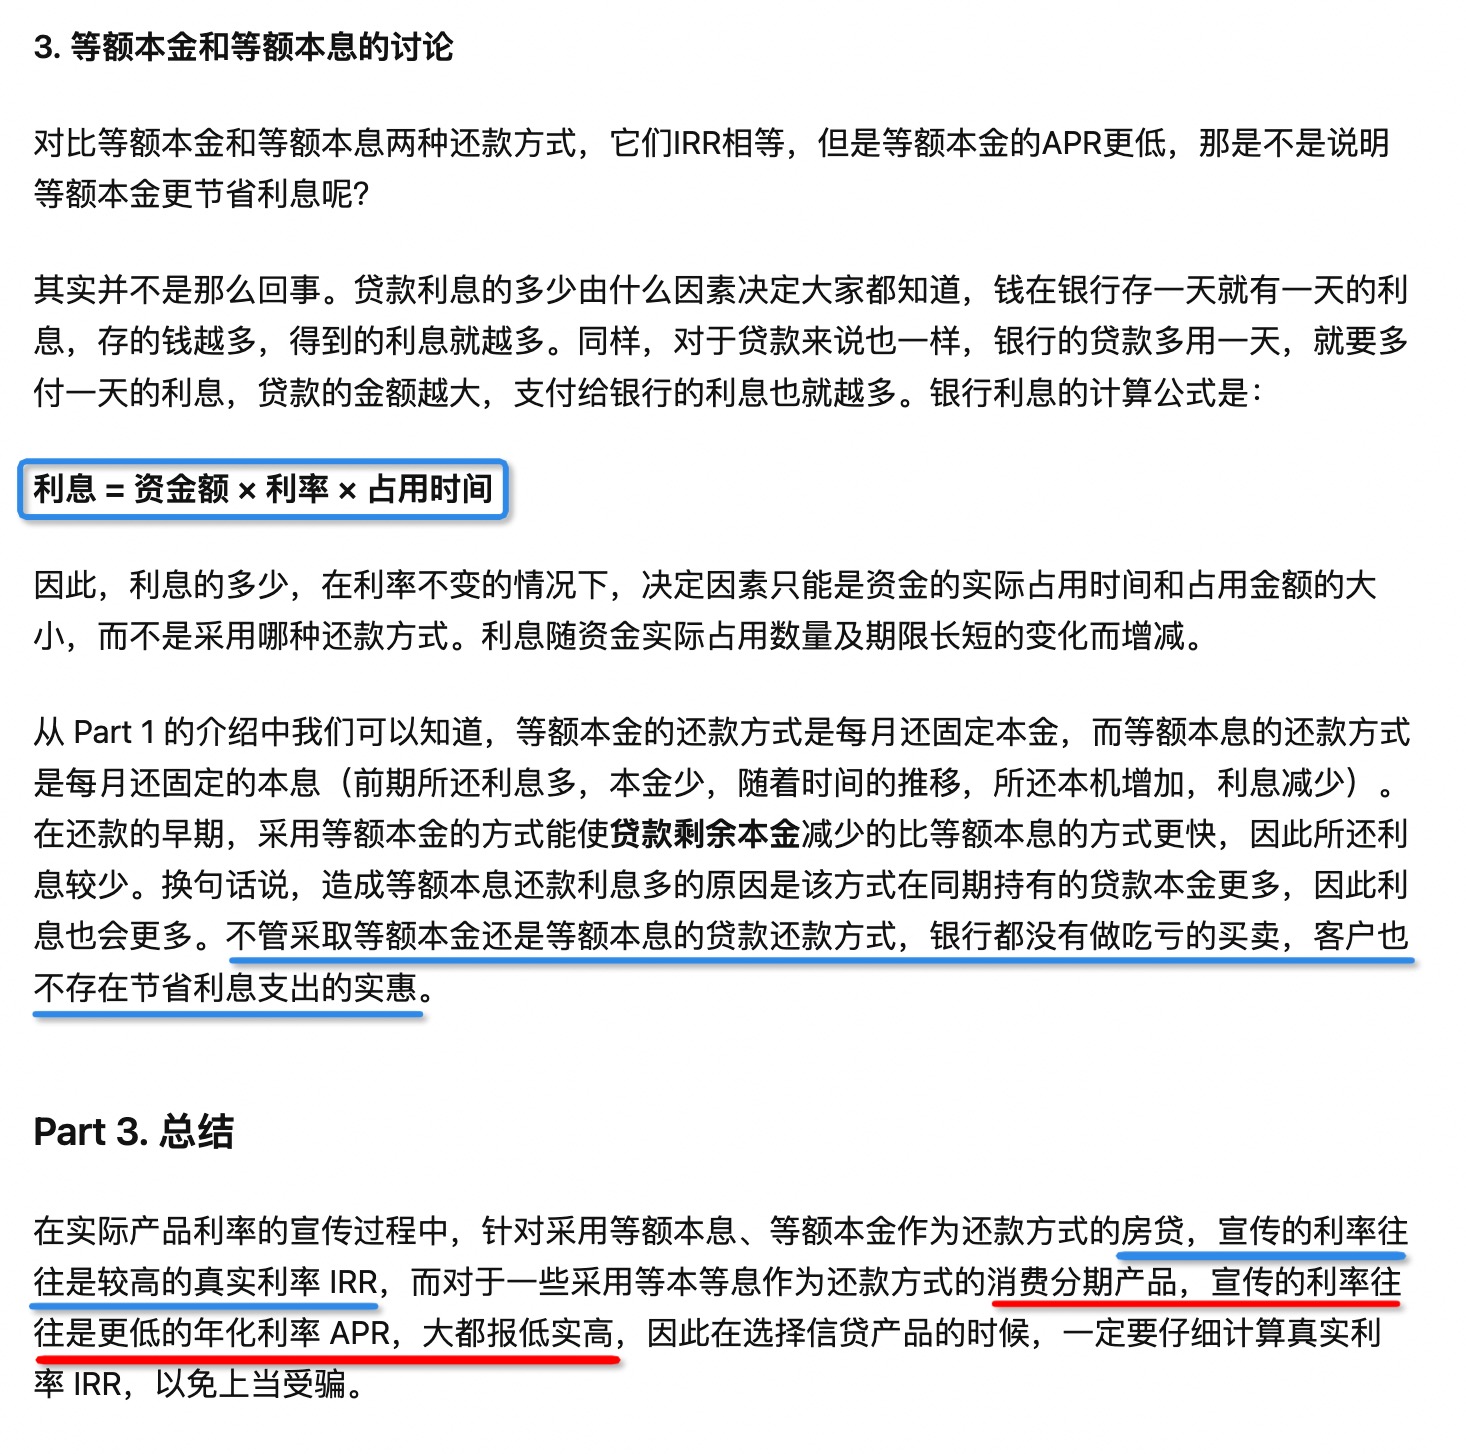 3. 等额本金和等额本息的讨论
对比等额本金和等额本息两种还款方式，它们IRR相等，但是等额本金的APR更低，那是不是说明
等额本金更节省利息呢?
其实并不是那么回事。贷款利息的多少由什么因素决定大家都知道，钱在银行存一天就有一天的利
息，存的钱越多，得到的利息就越多。同样，对于贷款来说也一样，银行的贷款多用一天，就要多
付一天的利息，贷款的金额越大，支付给银行的利息也就越多。银行利息的计算公式是：
利息 = 资金额 × 利率 × 占用时间
因此，利息的多少，在利率不变的情况下，决定因素只能是资金的实际占用时间和占用金额的大
小，而不是采用哪种还款方式。利息随资金实际占用数量及期限长短的变化而增减。
从 Part 1 的介绍中我们可以知道，等额本金的还款方式是每月还固定本金，而等额本息的还款方式
是每月还固定的本息（前期所还利息多，本金少，随着时间的推移，所还本机增加，利息减少）。
在还款的早期，采用等额本金的方式能使贷款剩余本金减少的比等额本息的方式更快，因此所还利
息较少。换句话说，造成等额本息还款利息多的原因是该方式在同期持有的贷款本金更多，因此利
息也会更多。不管采取等额本金还是等额本息的贷款还款方式，银行都没有做吃亏的买卖，客户也
不存在节省利息支出的实惠。
Part 3. 总结
在实际产品利率的宣传过程中，针对采用等额本息、等额本金作为还款方式的房贷，宣传的利率往
往是较高的真实利率 IRR，而对于一些采用等本等息作为还款方式的消费分期产品，宣传的利率往
往是更低的年化利率 APR，大都报低实高，因此在选择信贷产品的时候，一定要仔细计算真实利
率 IRR，以免上当受骗。